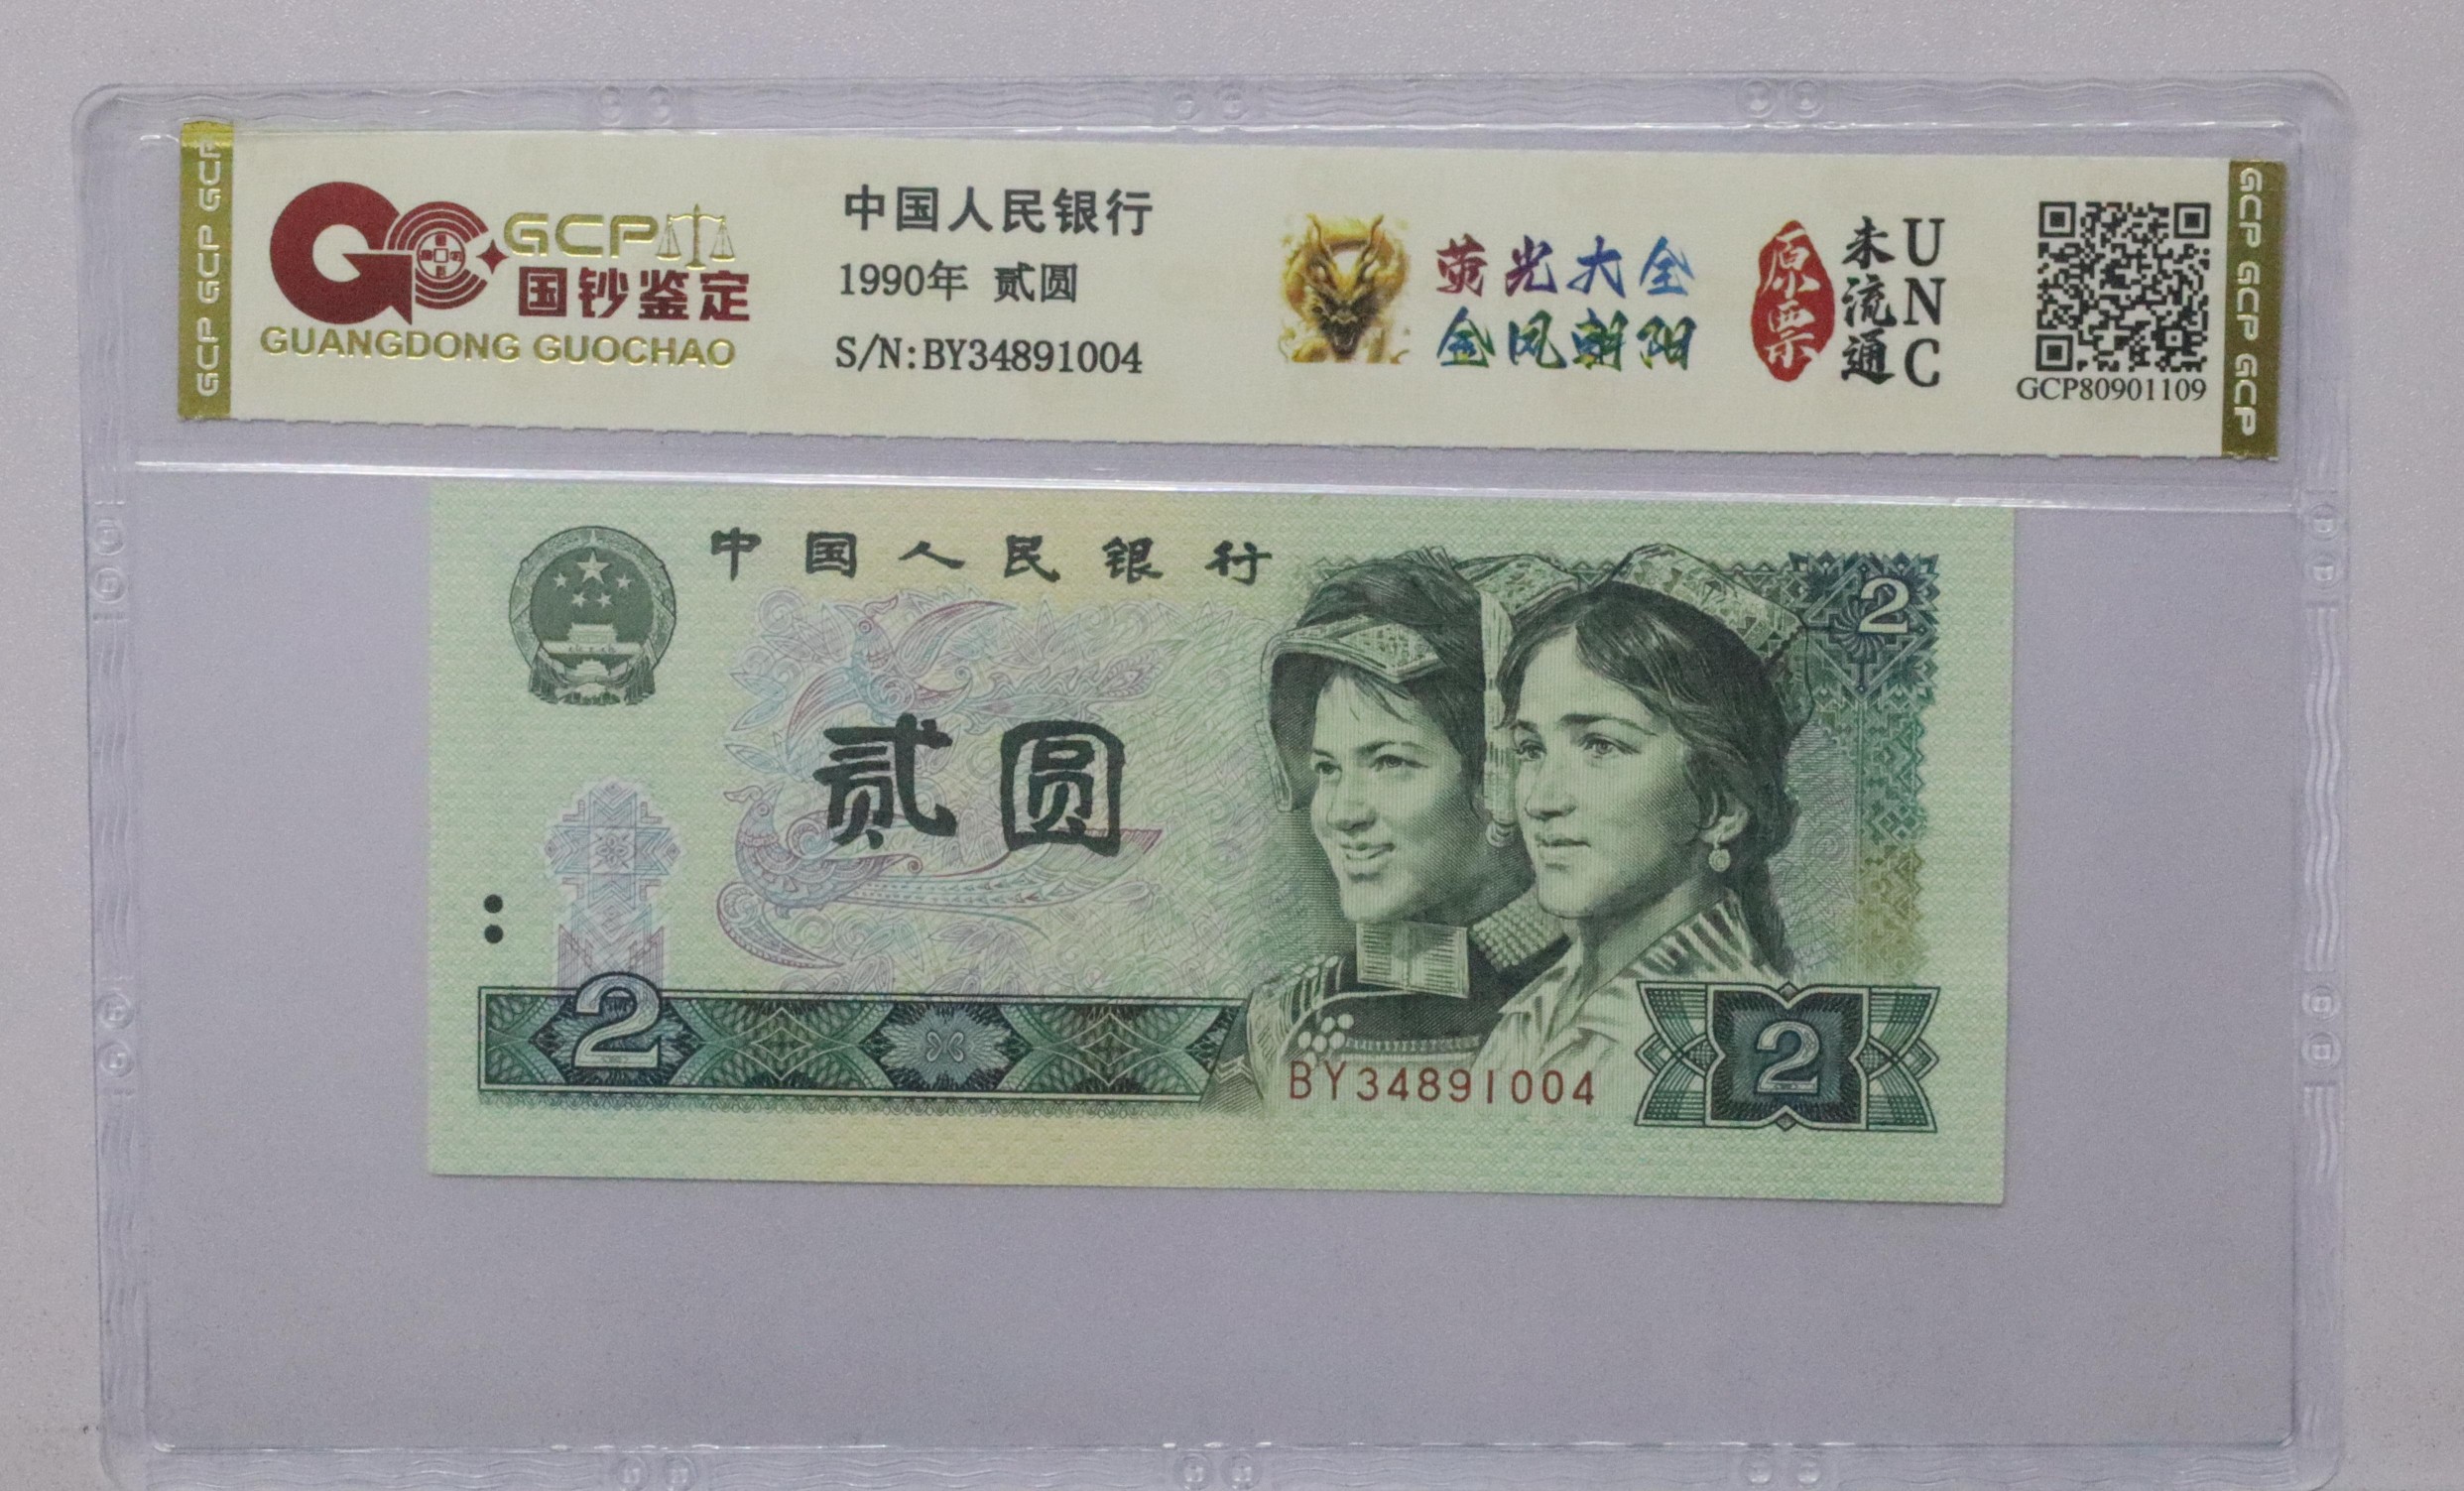 GCP GCP GCP
GCP
国钞鉴定
GUANGDONG GUOCHAO
中国人民银行
1990年 贰圆
S/N:BY34891004
荧光大全
金凤朝阳
原票
未流通
UNC
GCP80901109
GCP GCP GCP
中国人民银行
2
贰圆
2
BY34891004
2